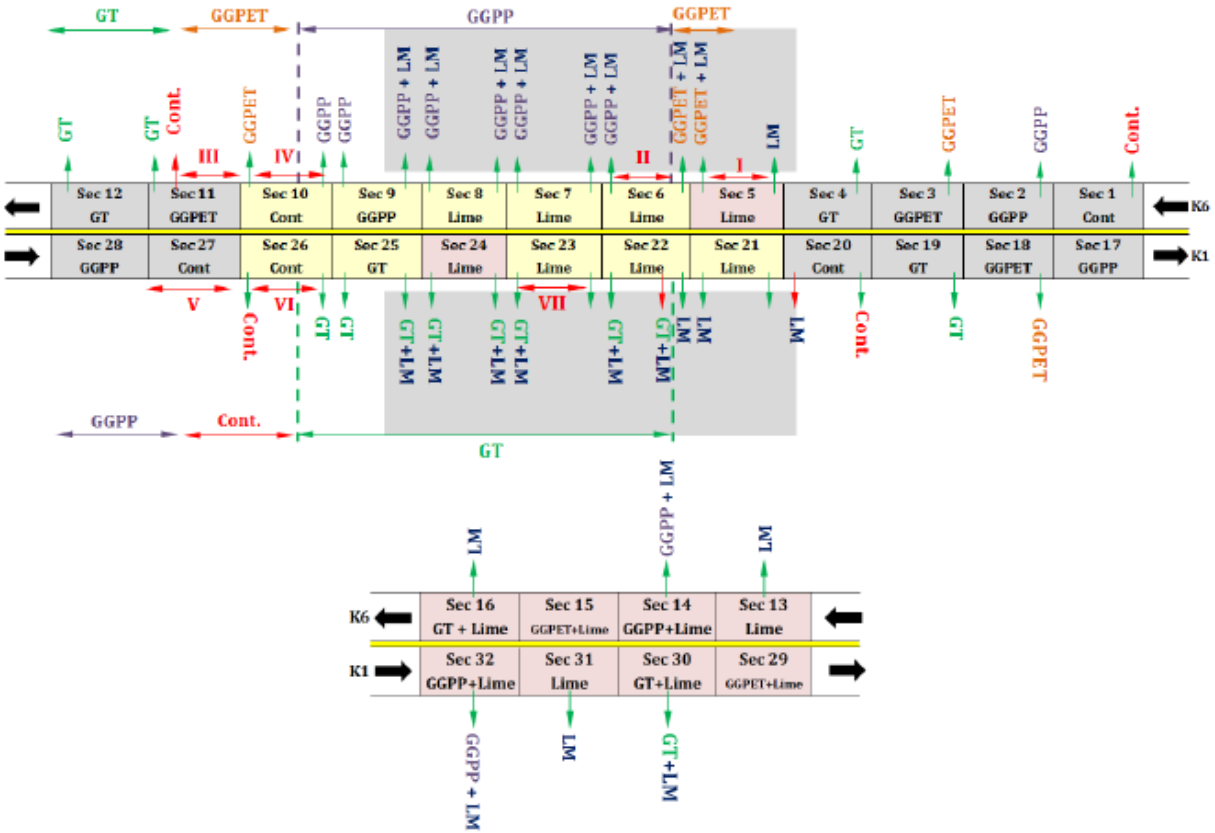 GT
GGPET
GGPP
GGPET
GT
GT
Cont.
GGPET
GGPP
GGPP
GGPP + LM
GGPP + LM
GGPP + LM
GGPP + LM
GGPP + LM
GGPP + LM
GGPET + LM
GGPET + LM
LM
GT
GGPET
GGPP
Cont.
III
IV
II
I
Sec 12
GT
Sec 11
GGPET
Sec 10
Cont
Sec 9
GGPP
Sec 8
Lime
Sec 7
Lime
Sec 6
Lime
Sec 5
Lime
Sec 4
GT
Sec 3
GGPET
Sec 2
GGPP
Sec 1
Cont
K6
Sec 28
GGPP
Sec 27
Cont
Sec 26
Cont
Sec 25
GT
Sec 24
Lime
Sec 23
Lime
Sec 22
Lime
Sec 21
Lime
Sec 20
Cont
Sec 19
GT
Sec 18
GGPET
Sec 17
GGPP
K1
V
VI
VII
Cont.
GT
GT
GT+LM
GT+LM
GT+LM
GT+LM
GT+LM
GT+LM
LM
LM
LM
Cont.
GT
GGPET
GGPP
Cont.
GT
LM
GGPP + LM
LM
K6
Sec 16
GT + Lime
Sec 15
GGPET+Lime
Sec 14
GGPP+Lime
Sec 13
Lime
K1
Sec 32
GGPP+Lime
Sec 31
Lime
Sec 30
GT+Lime
Sec 29
GGPET+Lime
GGPP + LM
LM
GT+LM